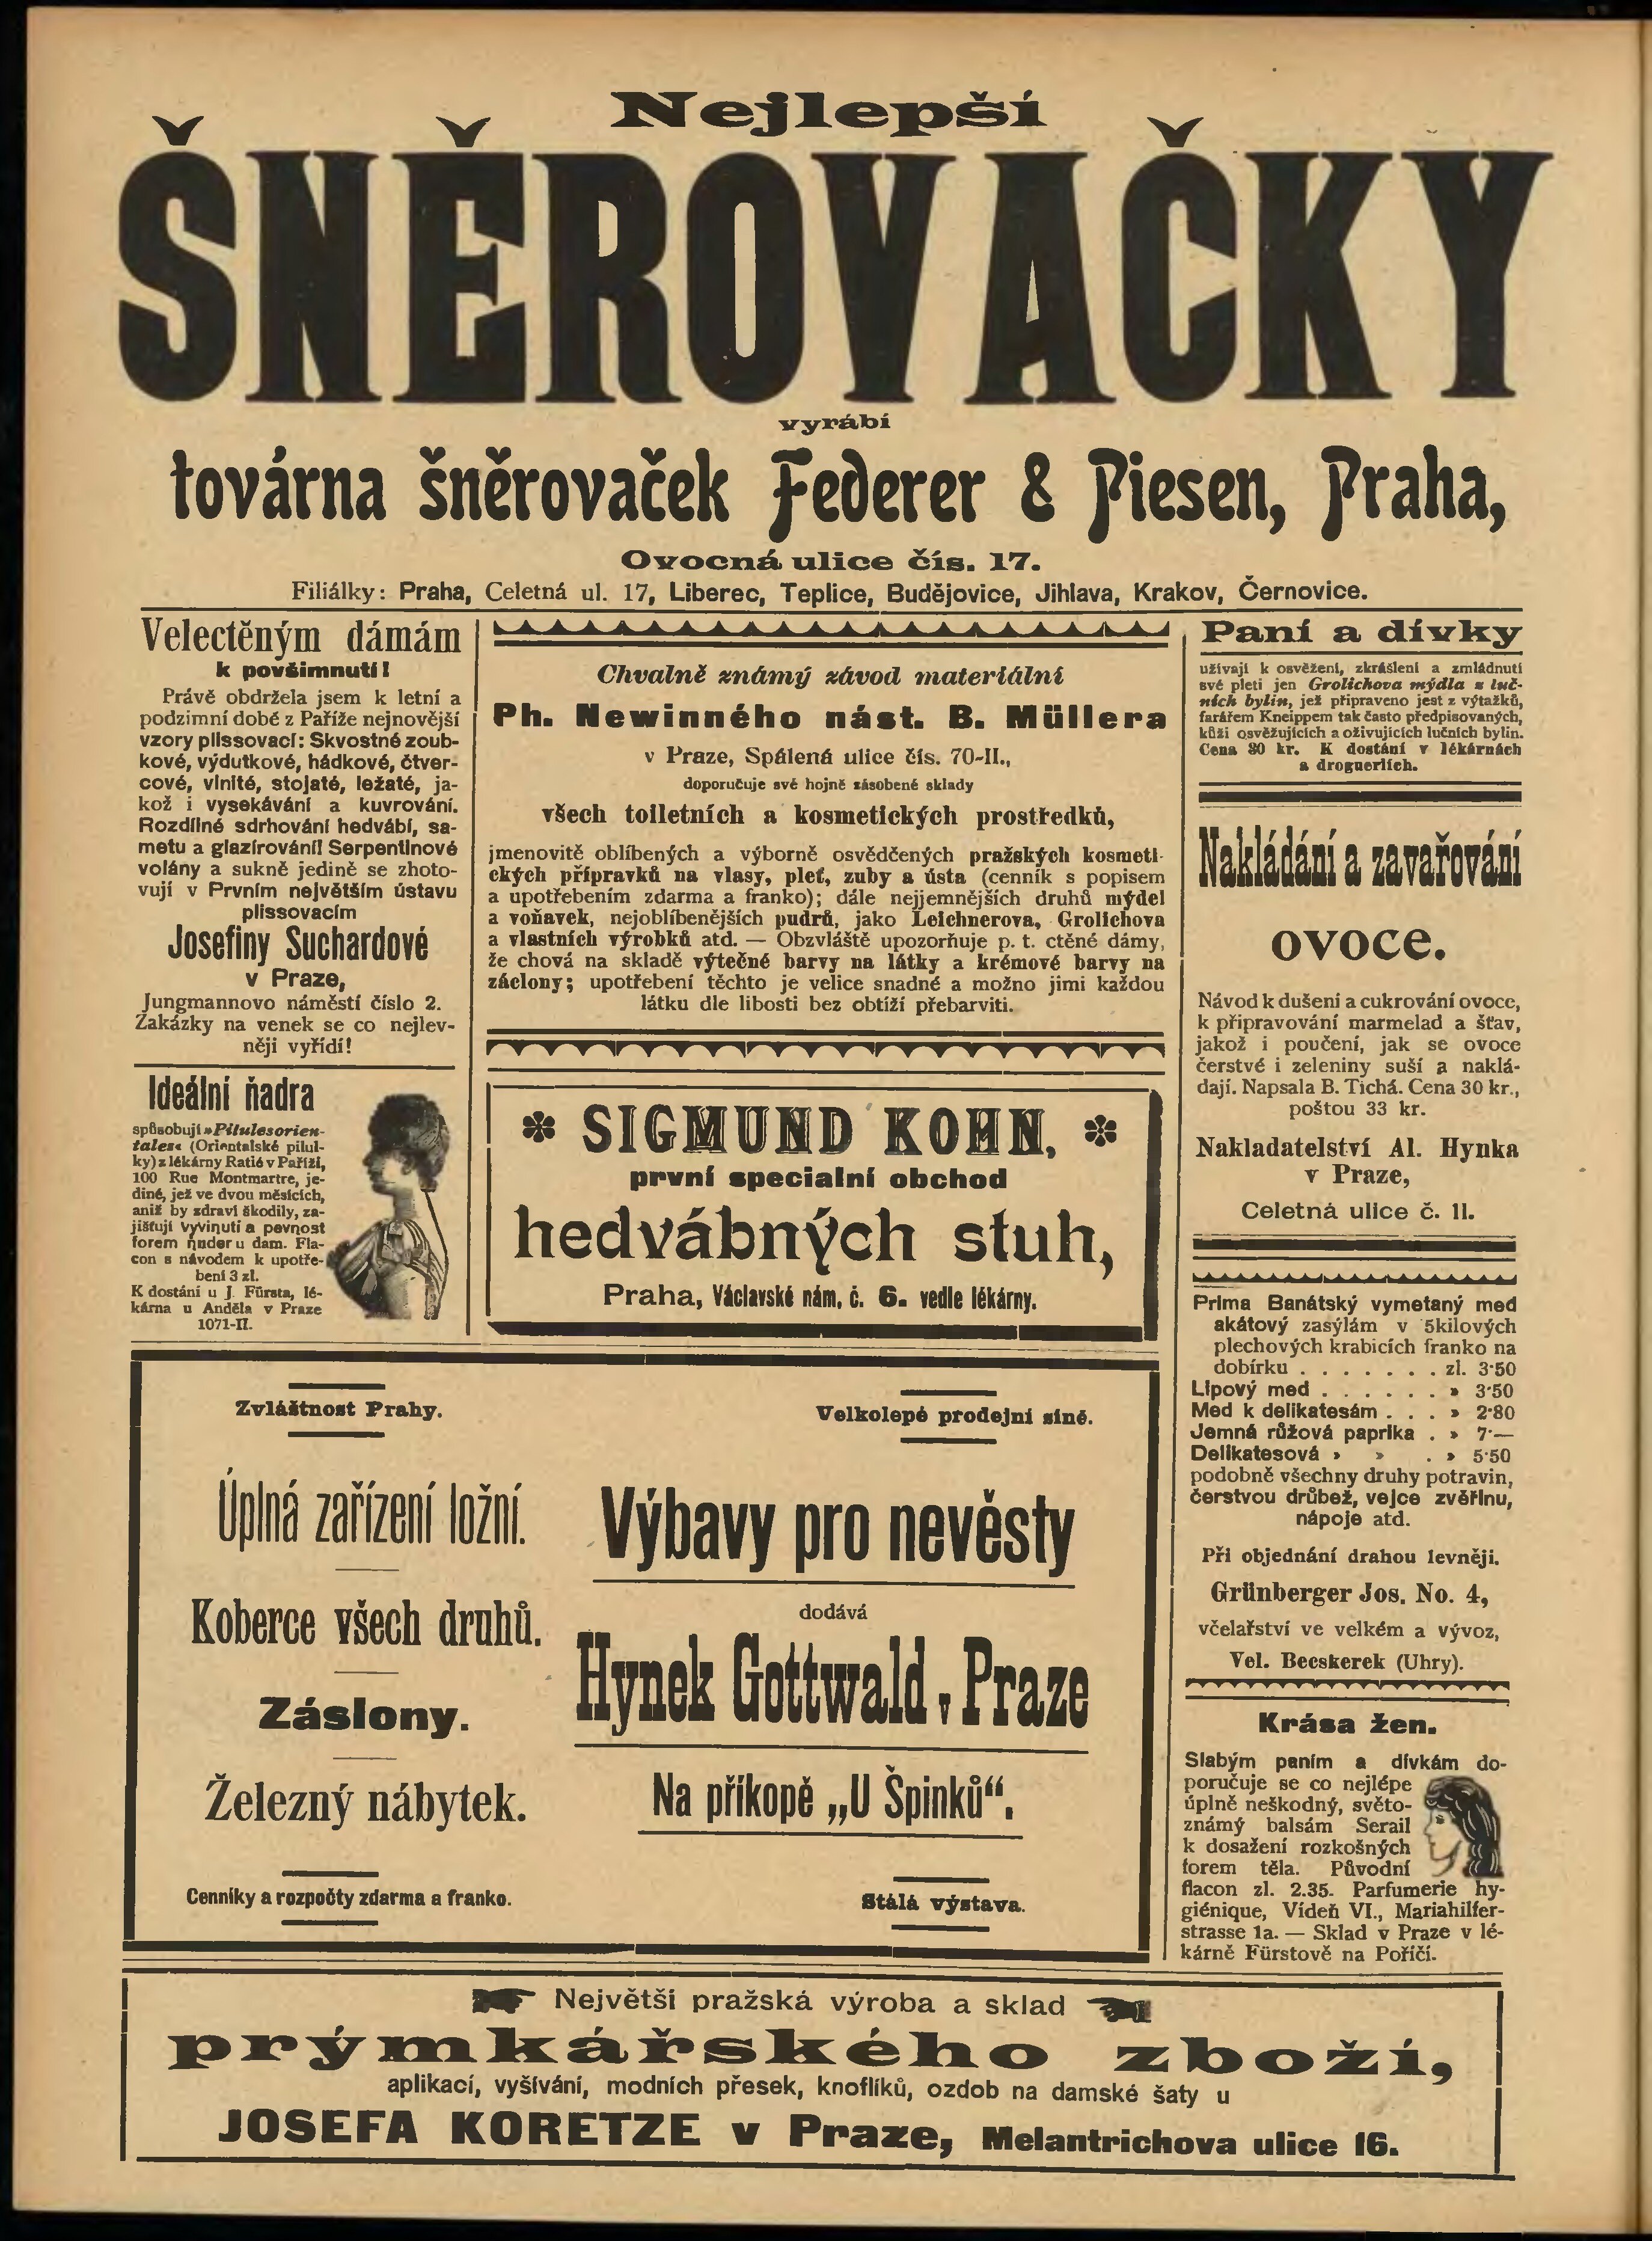 Nejlepší
ŠNĚROVAČKY
vyrábí
továrna šněrovaček Federer & Piesen, Praha,
Ovocná ulice čís. 17.
Filiálky: Praha, Celetná ul. 17, Liberec, Teplice, Budějovice, Jihlava, Krakov, Černovice.
Velectěným dámám
k povšimnutí!
Právě obdržela jsem k letní a
podzimní době z Paříže nejnovější
vzory plissovací: Skvostné zoub-
kové, výdutkové, hádkové, čtver-
cové, vlnité, stojaté, ležaté, ja-
kož i vysekávání a kuvrování.
Rozdílné sdrhování hedvábí, sa-
metu a glazírování! Serpentinové
volány a sukně jedině se zhoto-
vují v Prvním největším ústavu
plissovacím
Josefiny Suchardové
v Praze,
Jungmannovo náměstí číslo 2.
Zakázky na venek se co nejlev-
něji vyřídí!
Ideální ňadra
spůsobují »Pilulesorien-
tales« (Orientalské pilul-
ky) z lékárny Ratié v Paříži,
100 Rue Montmartre, je-
diné, jež ve dvou měsících,
aniž by zdraví škodily, za-
jišťují vyvinutí a pevnost
forem ňader u dam. Fla-
con s návodem k upotře-
bení 3 zl.
K dostání u J. Fürsta, lé-
kárna u Anděla v Praze
1071-II.
Chvalně známý závod materiální
Ph. Newinného nást. B. Müllera
v Praze, Spálená ulice čís. 70-II.,
doporučuje své hojně zásobené sklady
všech toiletních a kosmetických prostředků,
jmenovitě oblíbených a výborně osvědčených pražských kosmeti-
ckých přípravků na vlasy, pleť, zuby a ústa (cenník s popisem
a upotřebením zdarma a franko); dále nejjemnějších druhů mýdel
a voňavek, nejoblíbenějších pudrů, jako Leichnerova, Grolichova
a vlastních výrobků atd. — Obzvláště upozorňuje p. t. ctěné dámy,
že chová na skladě výtečné barvy na látky a krémové barvy na
záclony; upotřebení těchto je velice snadné a možno jimi každou
látku dle libosti bez obtíží přebarviti.
SIGMUND KOHN,
první specialní obchod
hedvábných stuh,
Praha, Václavské nám. č. 6. vedle lékárny.
Paní a dívky
užívají k osvěžení, zkrášlení a zmládnutí
své pleti jen Grolichova mýdla z luč-
ních bylin, jež připraveno jest z výtažků,
farářem Kneippem tak často předpisovaných,
kůži osvěžujících a oživujících lučních bylin.
Cena 30 kr. K dostání v lékárnách
a drogueriích.
Nakládání a zavařování
ovoce.
Návod k dušení a cukrování ovoce,
k připravování marmelad a šťav,
jakož i poučení, jak se ovoce
čerstvé i zeleniny suší a naklá-
dají. Napsala B. Tichá. Cena 30 kr.,
poštou 33 kr.
Nakladatelství Al. Hynka
v Praze,
Celetná ulice č. 11.
Prima Banátský vymetaný med
akátový zasýlám v 5kilových
plechových krabicích franko na
dobírku . . . . . . . zl. 3·50
Lipový med . . . . . . » 3·50
Med k delikatesám . . . » 2·80
Jemná růžová paprika . » 7·—
Delikatesová » » . » 5·50
podobně všechny druhy potravin,
čerstvou drůbež, vejce zvěřinu,
nápoje atd.
Při objednání drahou levněji.
Grünberger Jos. No. 4,
včelařství ve velkém a vývoz,
Vel. Becskerek (Uhry).
Krása žen.
Slabým paním a dívkám do-
poručuje se co nejlépe
úplně neškodný, světo-
známý balsám Serail
k dosažení rozkošných
forem těla. Původní
flacon zl. 2.35. Parfumerie hy-
giénique, Vídeň VI., Mariahilfer-
strasse 1a. — Sklad v Praze v lé-
kárně Fürstově na Poříčí.
Zvláštnost Prahy.
Úplná zařízení ložní.
Koberce všech druhů.
Záslony.
Železný nábytek.
Cenníky a rozpočty zdarma a franko.
Velkolepé prodejní síně.
Výbavy pro nevěsty
dodává
Hynek Gottwald v Praze
Na příkopě „U Špinků“.
Stálá výstava.
Největší pražská výroba a sklad
prýmkářského zboží,
aplikací, vyšívání, modních přesek, knoflíků, ozdob na damské šaty u
JOSEFA KORETZE v Praze, Melantrichova ulice 16.